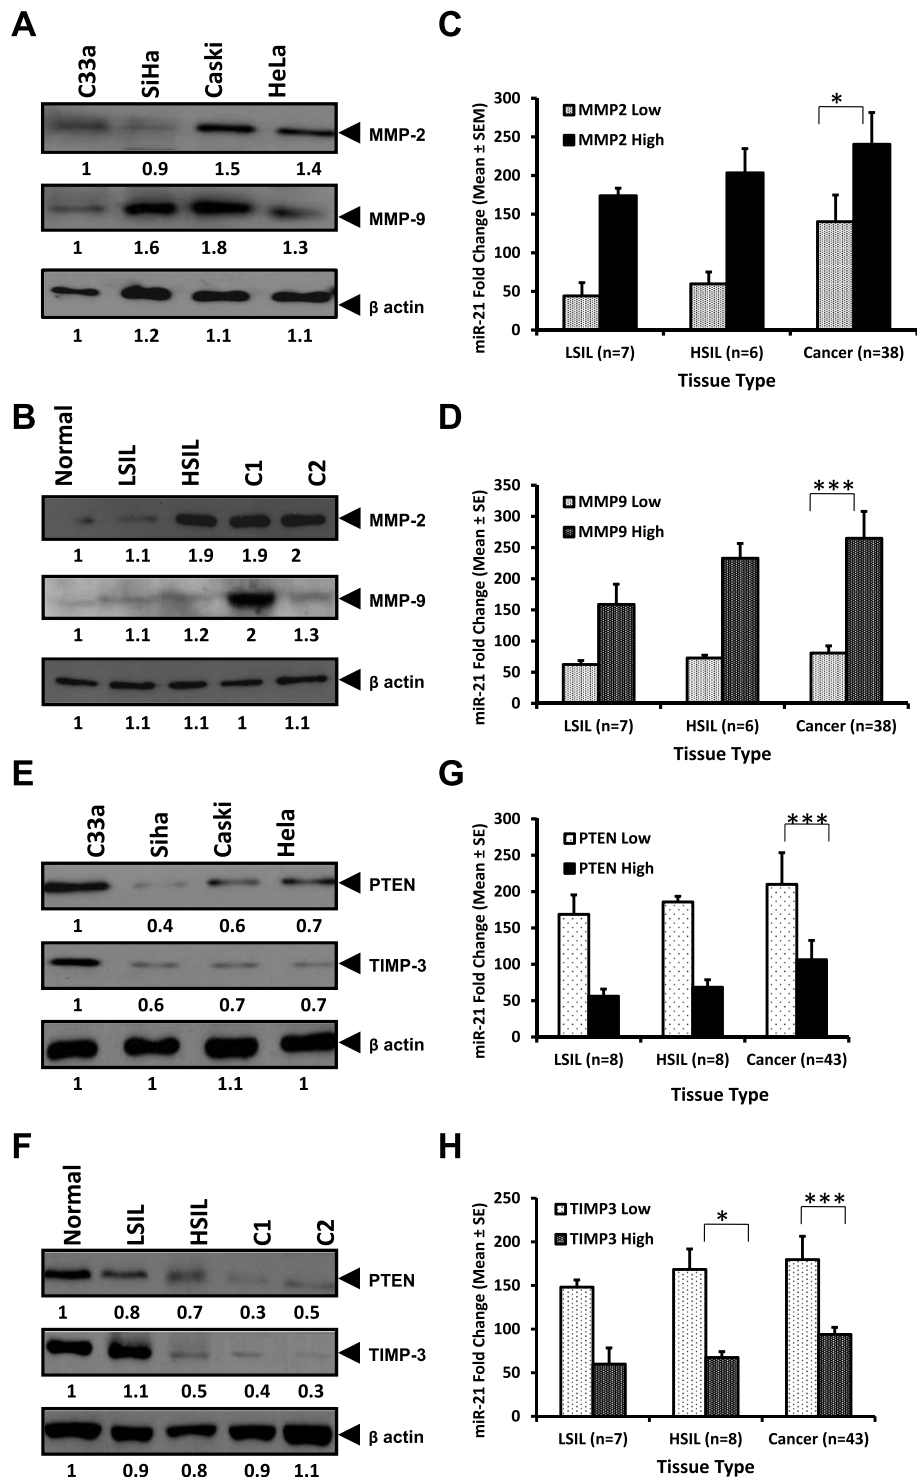 A
C33a SiHa Caski HeLa
MMP-2
1 0.9 1.5 1.4
MMP-9
1 1.6 1.8 1.3
β actin
1 1.2 1.1 1.1
C
miR-21 Fold Change (Mean ± SEM)
300
250
200
150
100
50
0
MMP2 Low
MMP2 High
*
LSIL (n=7) HSIL (n=6) Cancer (n=38)
Tissue Type
B
Normal LSIL HSIL C1 C2
MMP-2
1 1.1 1.9 1.9 2
MMP-9
1 1.1 1.2 2 1.3
β actin
1 1.1 1.1 1 1.1
D
miR-21 Fold Change (Mean ± SE)
350
300
250
200
150
100
50
0
MMP9 Low
MMP9 High
***
LSIL (n=7) HSIL (n=6) Cancer (n=38)
Tissue Type
E
C33a Siha Caski Hela
PTEN
1 0.4 0.6 0.7
TIMP-3
1 0.6 0.7 0.7
β actin
1 1 1.1 1
G
miR-21 Fold Change (Mean ± SE)
300
250
200
150
100
50
0
PTEN Low
PTEN High
***
LSIL (n=8) HSIL (n=8) Cancer (n=43)
Tissue Type
F
Normal LSIL HSIL C1 C2
PTEN
1 0.8 0.7 0.3 0.5
TIMP-3
1 1.1 0.5 0.4 0.3
β actin
1 0.9 0.8 0.9 1.1
H
miR-21 Fold Change (Mean ± SE)
250
200
150
100
50
0
TIMP3 Low
TIMP3 High
*
***
LSIL (n=7) HSIL (n=8) Cancer (n=43)
Tissue Type